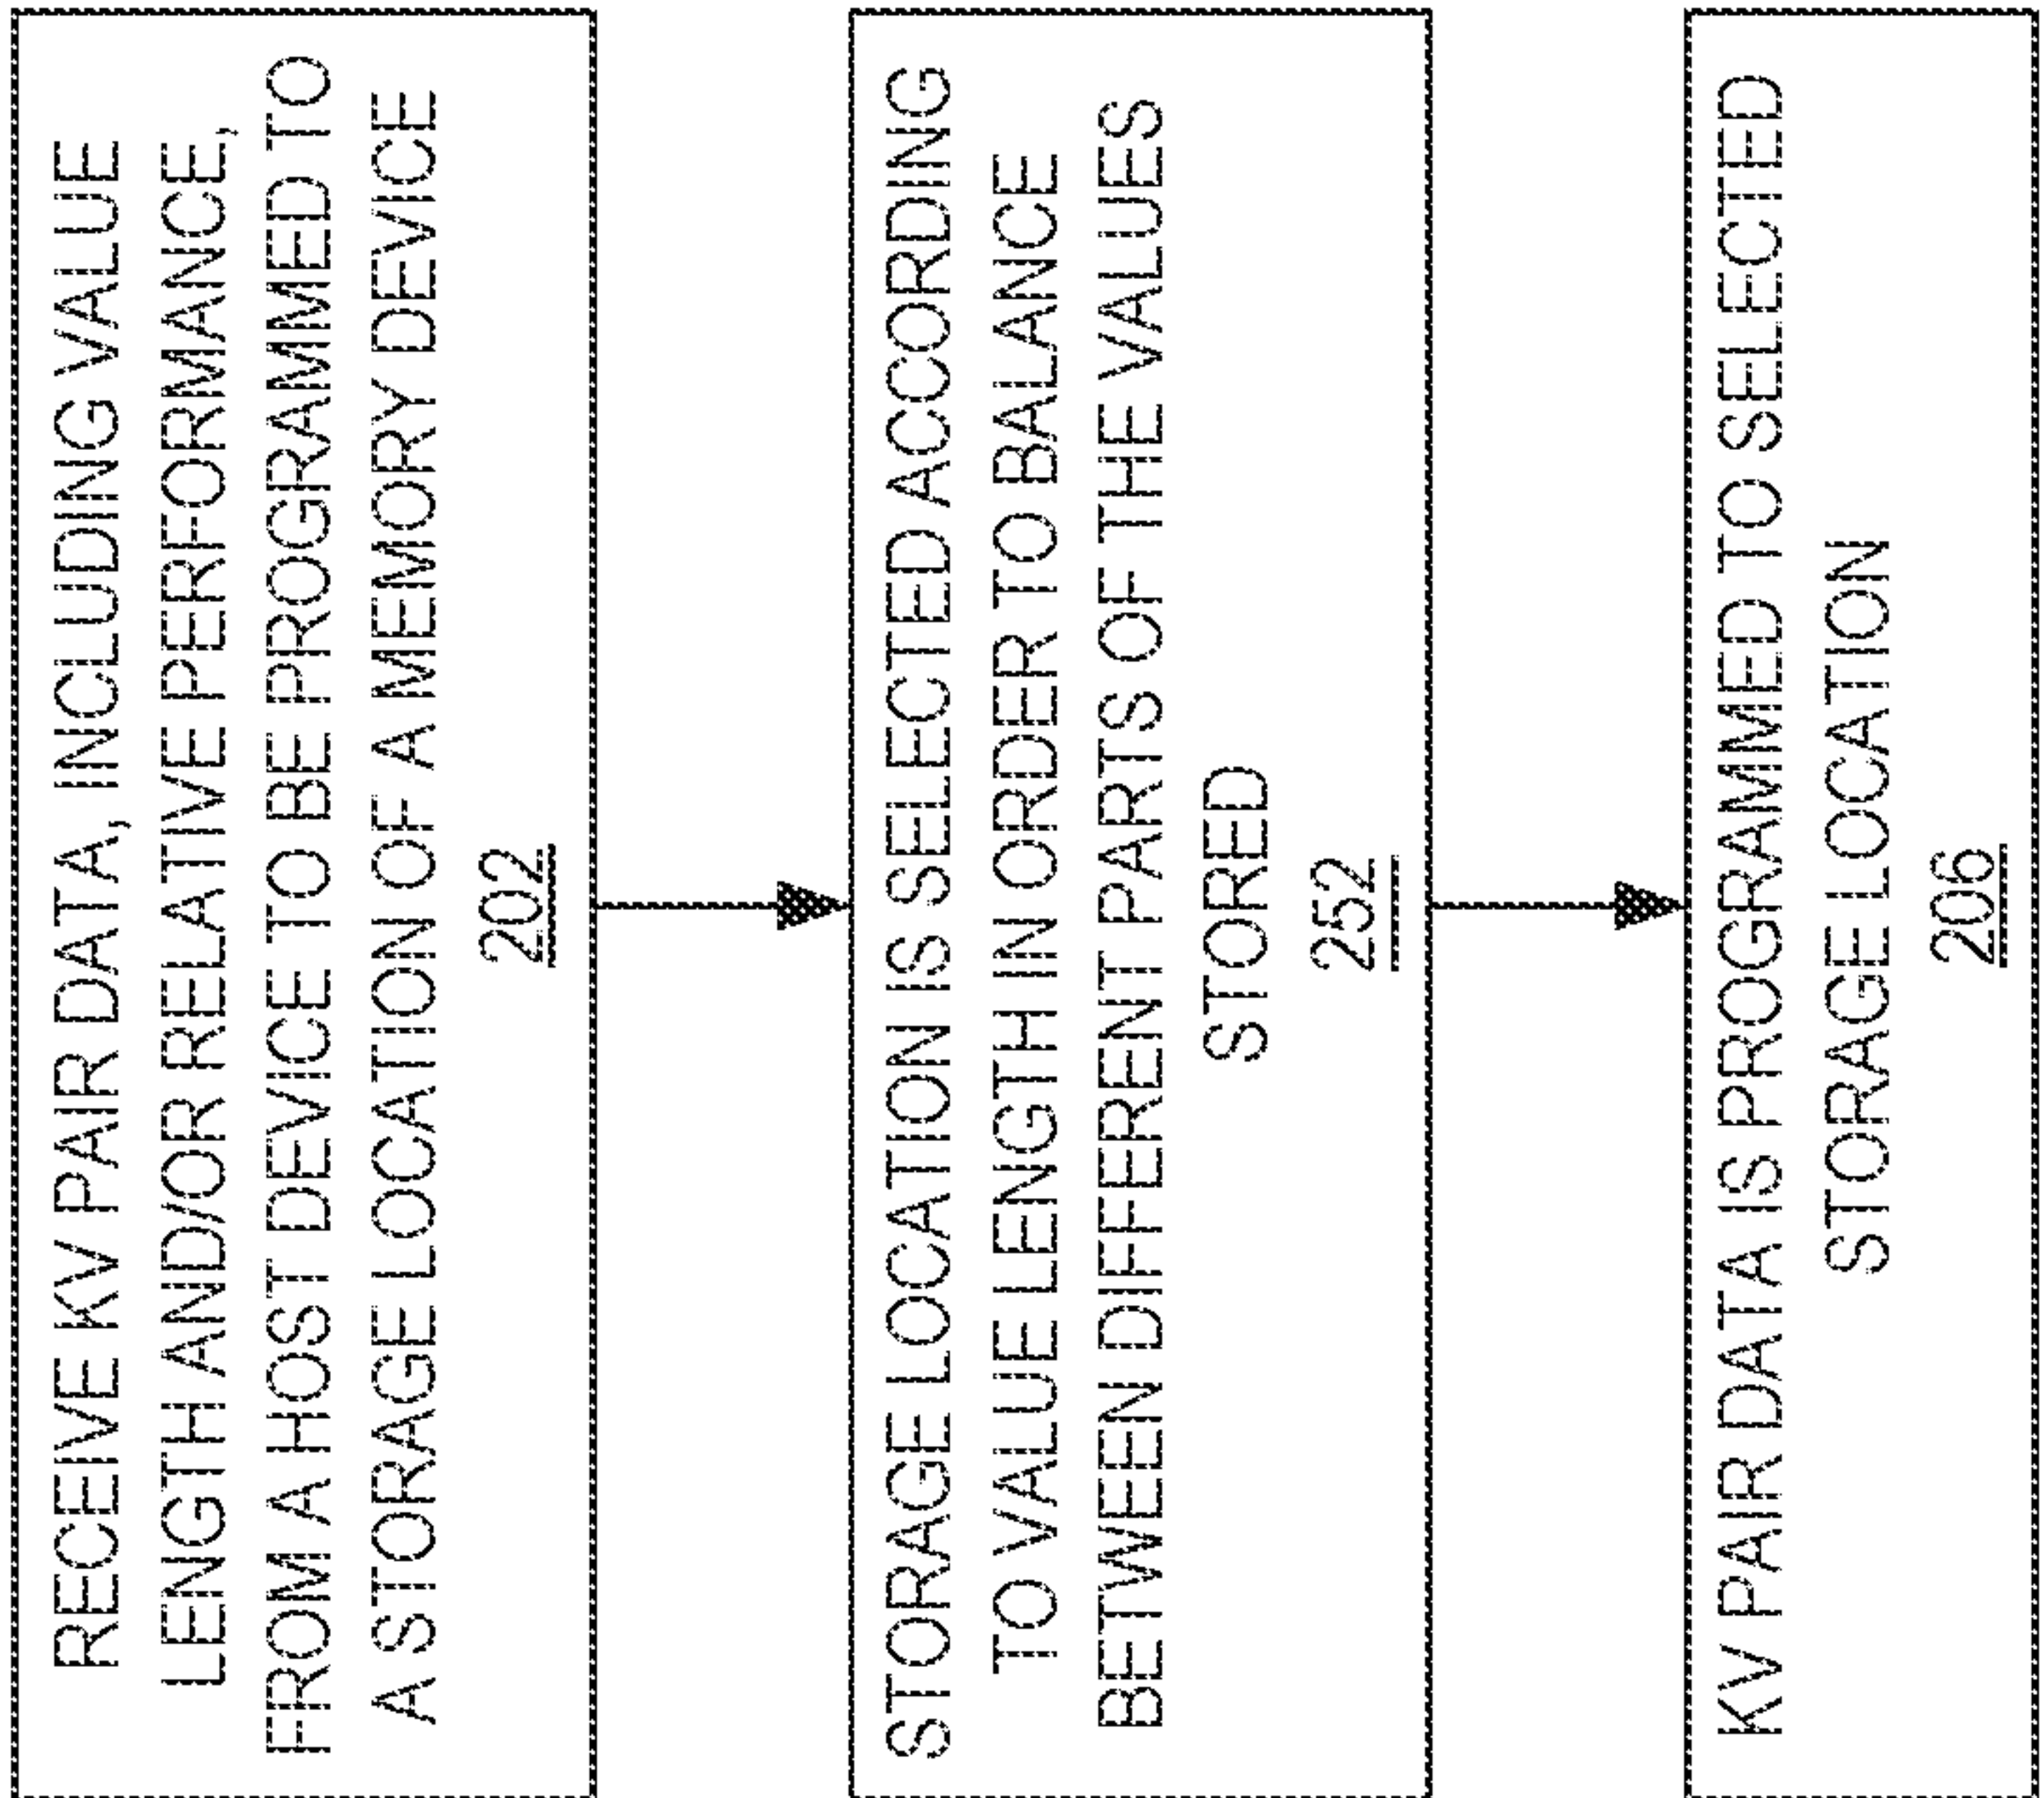 RECEIVE KV PAIR DATA, INCLUDING VALUE
LENGTH AND/OR RELATIVE PERFORMANCE,
FROM A HOST DEVICE TO BE PROGRAMMED TO
A STORAGE LOCATION OF A MEMORY DEVICE
202
STORAGE LOCATION IS SELECTED ACCORDING
TO VALUE LENGTH IN ORDER TO BALANCE
BETWEEN DIFFERENT PARTS OF THE VALUES
STORED
252
KV PAIR DATA IS PROGRAMMED TO SELECTED
STORAGE LOCATION
206